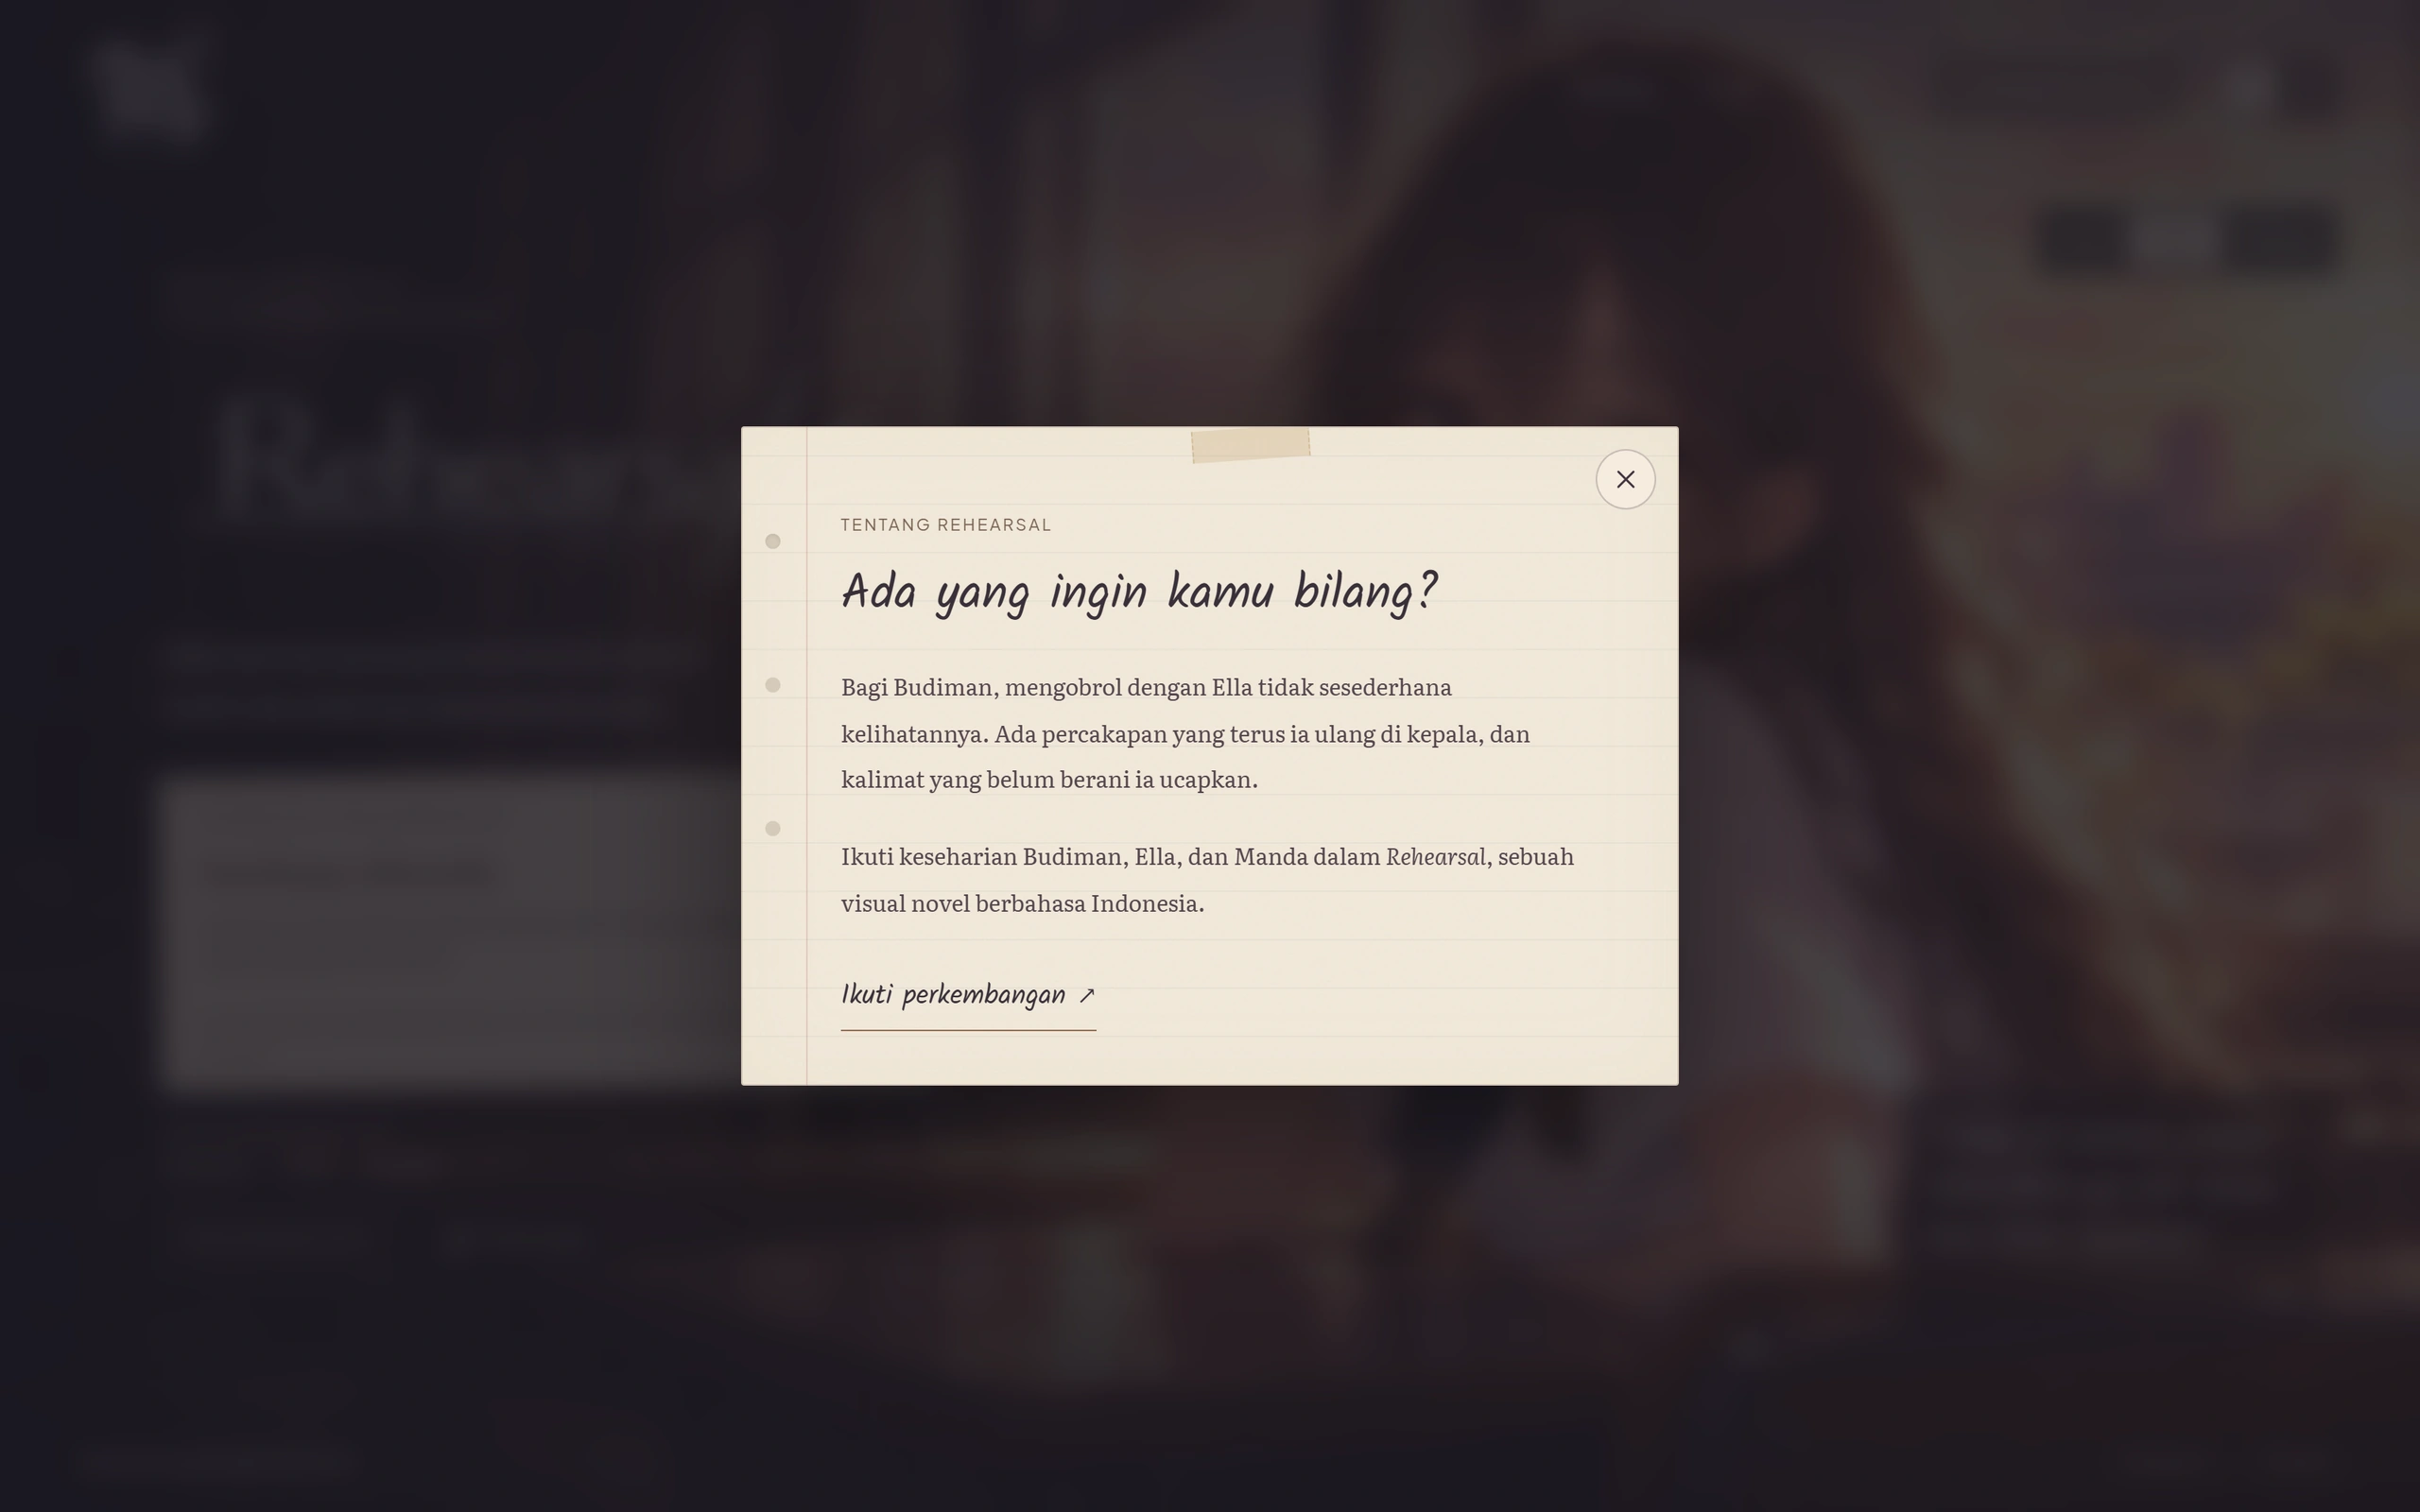 TENTANG REHEARSAL
Ada yang ingin kamu bilang?
Bagi Budiman, mengobrol dengan Ella tidak sesederhana
kelihatannya. Ada percakapan yang terus ia ulang di kepala, dan
kalimat yang belum berani ia ucapkan.
Ikuti keseharian Budiman, Ella, dan Manda dalam Rehearsal, sebuah
visual novel berbahasa Indonesia.
Ikuti perkembangan ↗